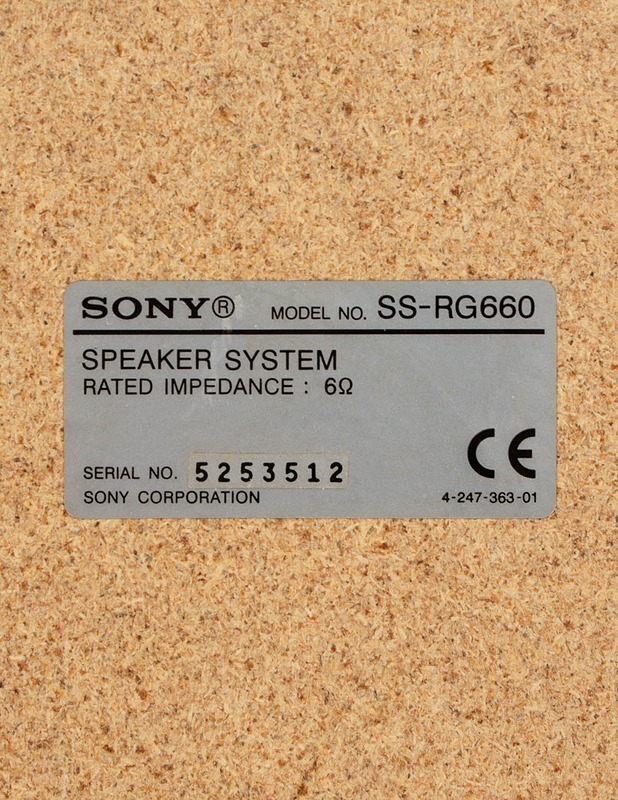 SONY® MODEL NO. SS-RG660
SPEAKER SYSTEM
RATED IMPEDANCE : 6Ω
CE
SERIAL NO. 5253512
SONY CORPORATION 4-247-363-01